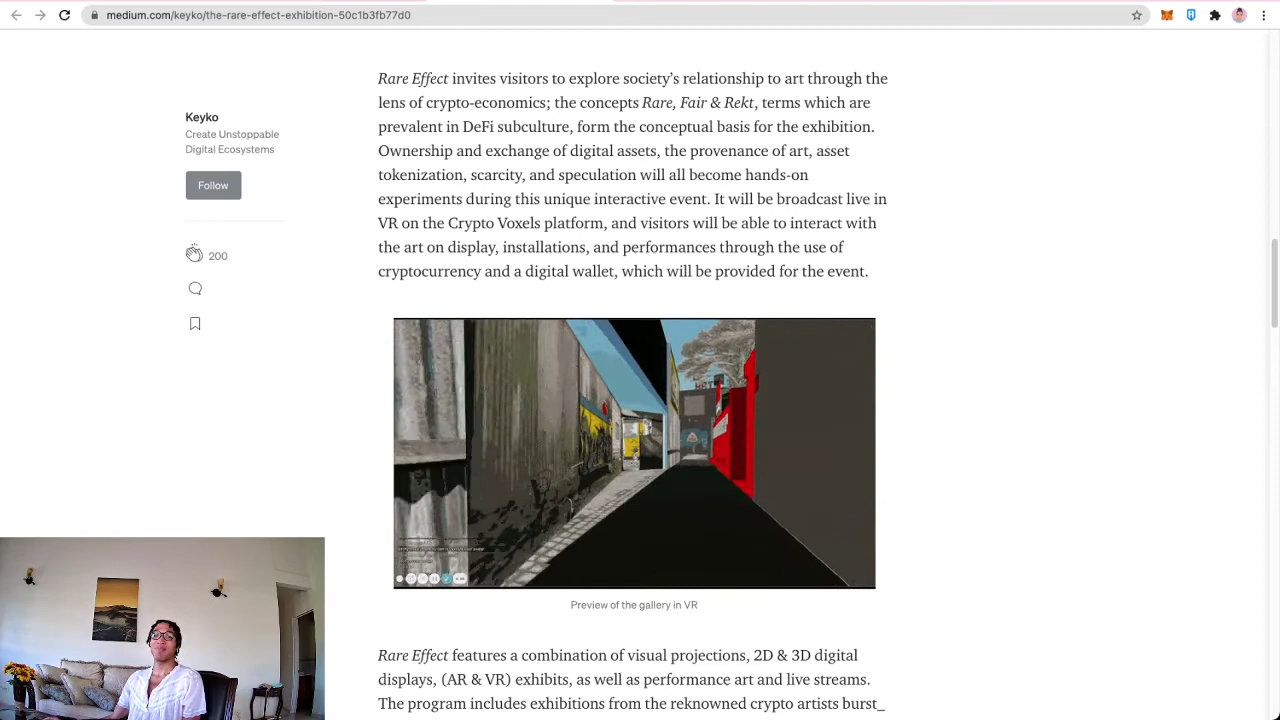 medium.com/keyko/the-rare-effect-exhibition-50c1b3fb77d0
Keyko
Create Unstoppable
Digital Ecosystems
Follow
200
Rare Effect invites visitors to explore society’s relationship to art through the
lens of crypto-economics; the concepts Rare, Fair & Rekt, terms which are
prevalent in DeFi subculture, form the conceptual basis for the exhibition.
Ownership and exchange of digital assets, the provenance of art, asset
tokenization, scarcity, and speculation will all become hands-on
experiments during this unique interactive event. It will be broadcast live in
VR on the Crypto Voxels platform, and visitors will be able to interact with
the art on display, installations, and performances through the use of
cryptocurrency and a digital wallet, which will be provided for the event.
Preview of the gallery in VR
Rare Effect features a combination of visual projections, 2D & 3D digital
displays, (AR & VR) exhibits, as well as performance art and live streams.
The program includes exhibitions from the reknowned crypto artists burst_